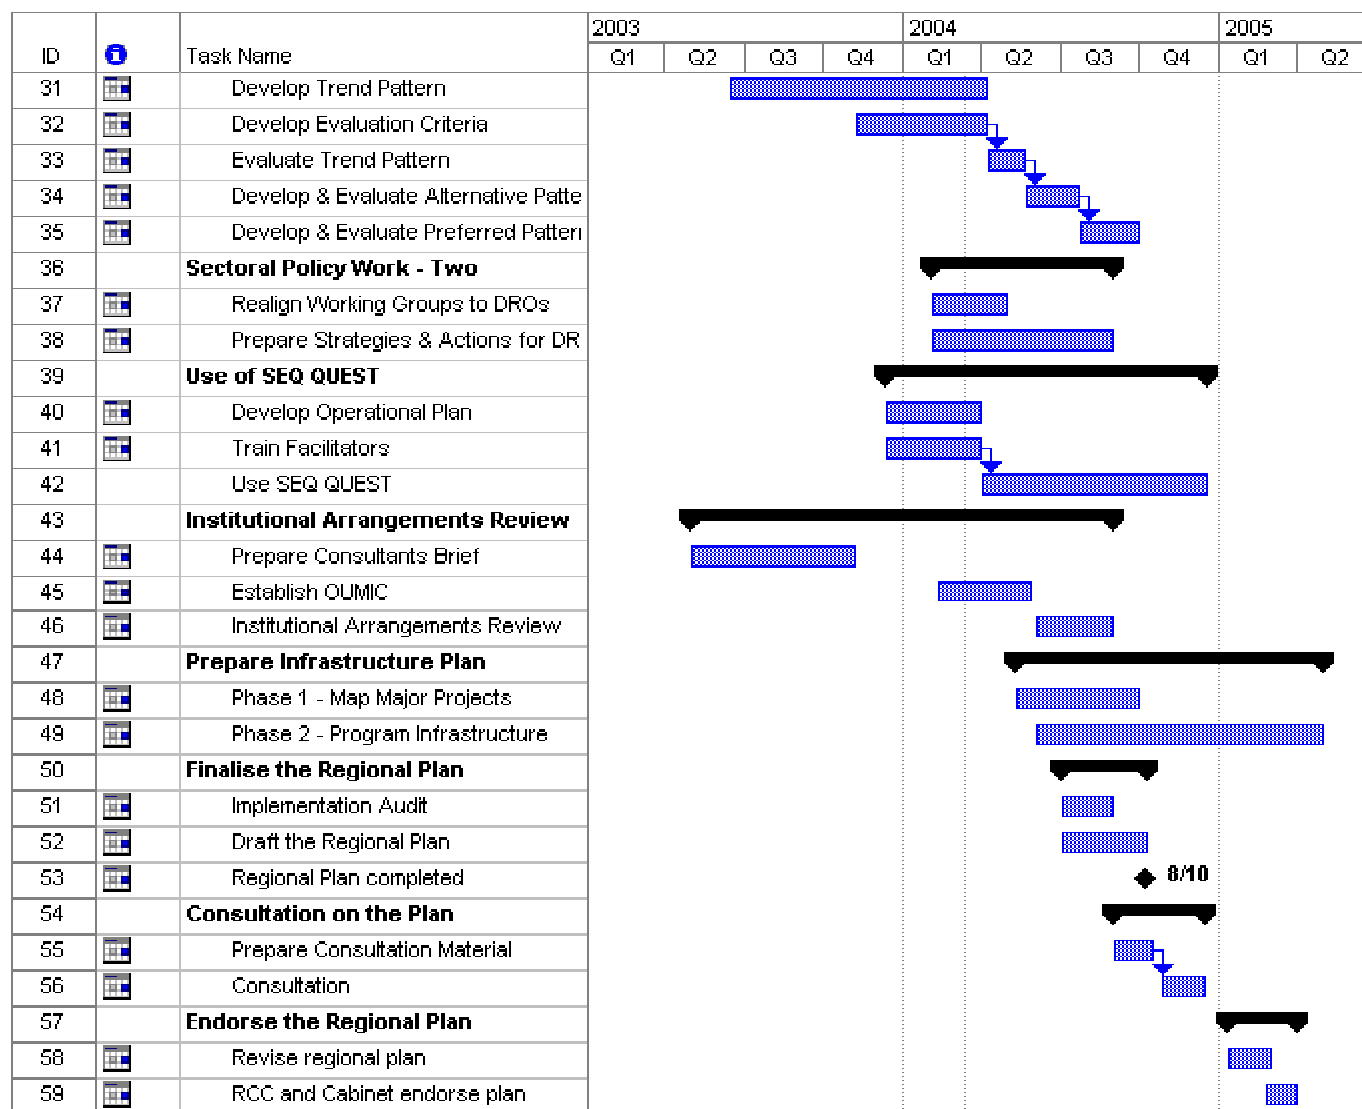 2003 2004 2005
ID i Task Name Q1 Q2 Q3 Q4 Q1 Q2 Q3 Q4 Q1 Q2
31 Develop Trend Pattern
32 Develop Evaluation Criteria
33 Evaluate Trend Pattern
34 Develop & Evaluate Alternative Patte
35 Develop & Evaluate Preferred Patter
36 Sectoral Policy Work - Two
37 Realign Working Groups to DROs
38 Prepare Strategies & Actions for DR
39 Use of SEQ QUEST
40 Develop Operational Plan
41 Train Facilitators
42 Use SEQ QUEST
43 Institutional Arrangements Review
44 Prepare Consultants Brief
45 Establish OUMIC
46 Institutional Arrangements Review
47 Prepare Infrastructure Plan
48 Phase 1 - Map Major Projects
49 Phase 2 - Program Infrastructure
50 Finalise the Regional Plan
51 Implementation Audit
52 Draft the Regional Plan
53 Regional Plan completed 8/10
54 Consultation on the Plan
55 Prepare Consultation Material
56 Consultation
57 Endorse the Regional Plan
58 Revise regional plan
59 RCC and Cabinet endorse plan